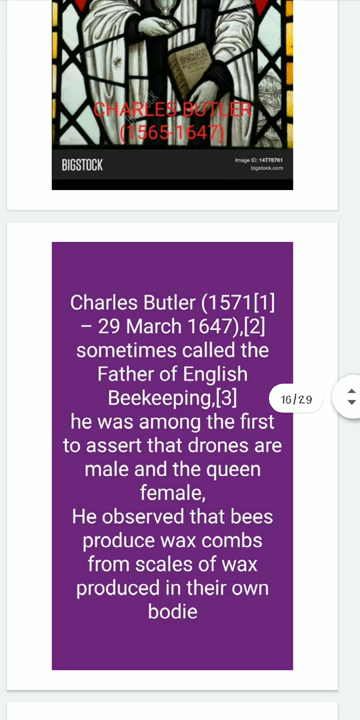 CHARLES BUTLER
(1565-1647)
BIGSTOCK
Image ID: 14776761
bigstock.com
Charles Butler (1571[1]
– 29 March 1647),[2]
sometimes called the
Father of English
Beekeeping,[3]
he was among the first
to assert that drones are
male and the queen
female,
He observed that bees
produce wax combs
from scales of wax
produced in their own
bodie
16/29